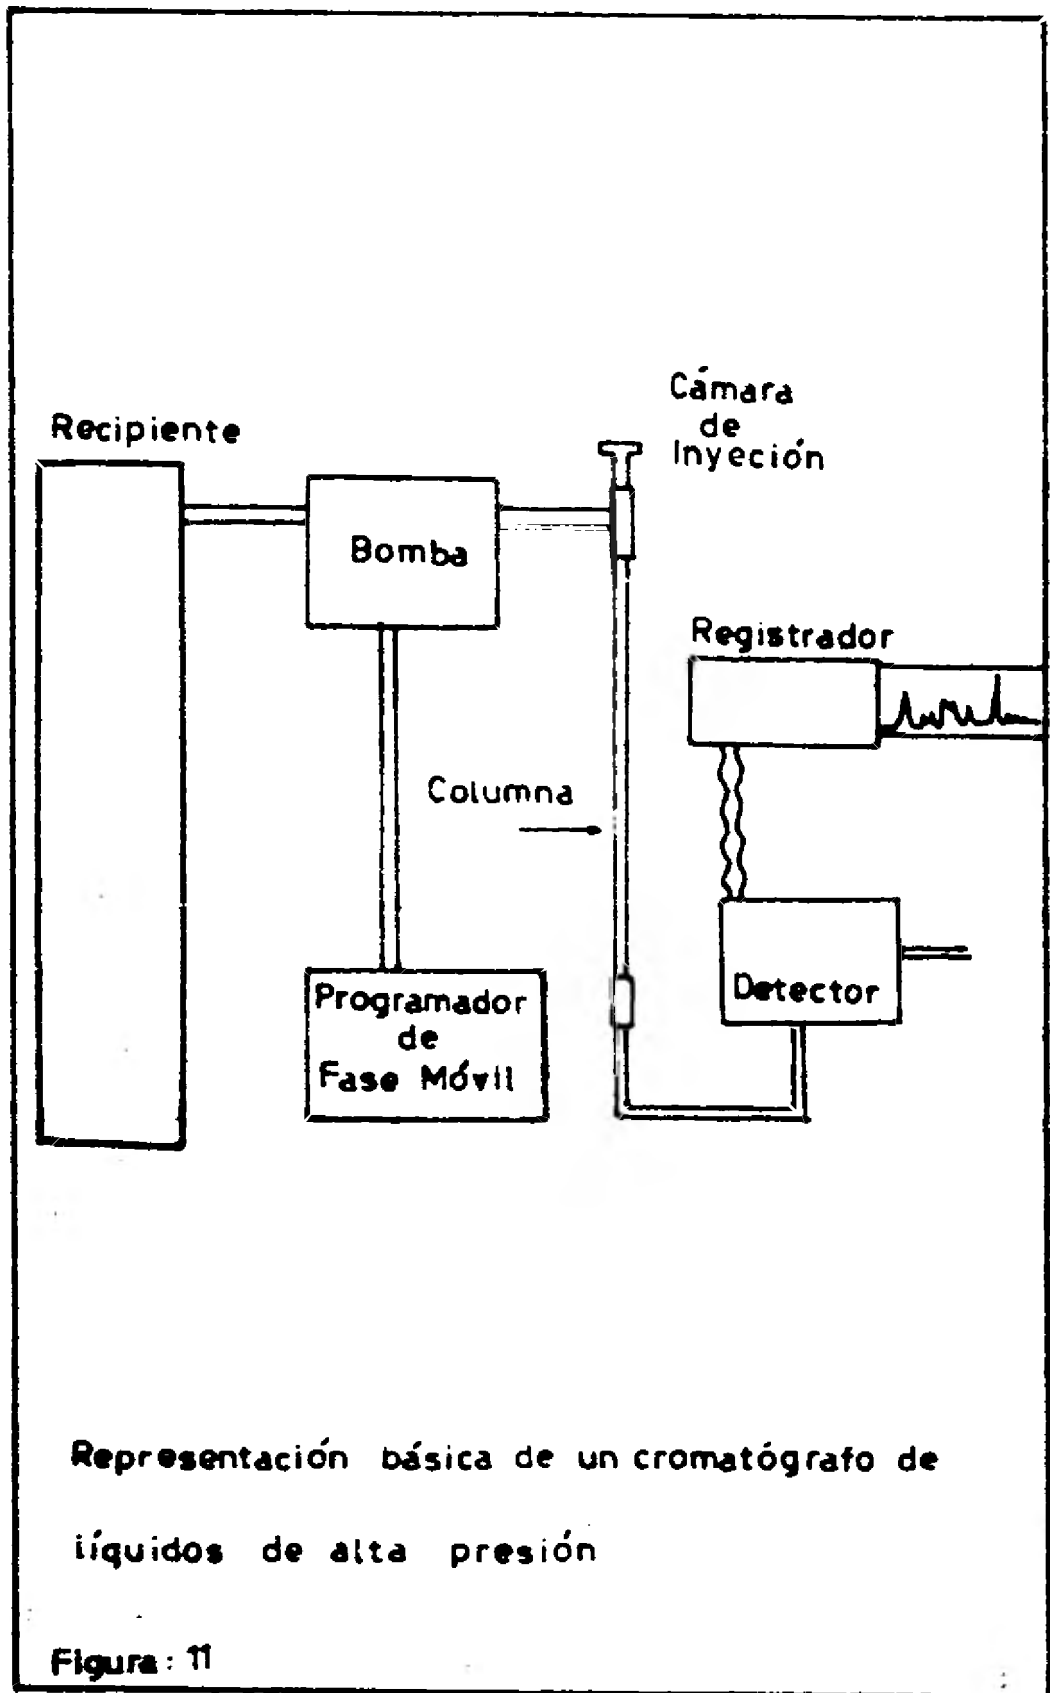 Recipiente
Cámara
de
Inyeción
Bomba
Registrador
Columna
Detector
Programador
de
Fase Móvil
Representación básica de un cromatógrafo de
líquidos de alta presión
Figura: 11